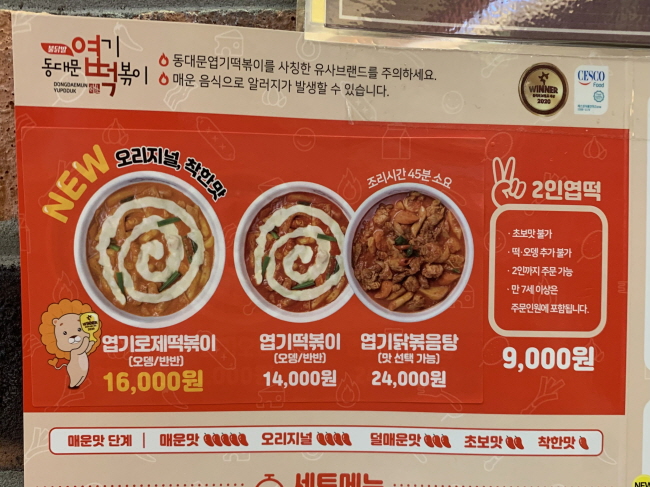 불닭발
동대문 엽기떡볶이
DONGDAEMUN
YUPDDUK
동대문엽기떡볶이를 사칭한 유사브랜드를 주의하세요.
매운 음식으로 알러지가 발생할 수 있습니다.
WINNER
2020
CESCO
Food
NEW 오리지널, 착한맛
조리시간 45분 소요
엽기로제떡볶이
(오뎅/반반)
16,000원
엽기떡볶이
(오뎅/반반)
14,000원
엽기닭볶음탕
(맛 선택 가능)
24,000원
2인엽떡
· 초보맛 불가
· 떡·오뎅 추가 불가
· 2인까지 주문 가능
· 만 7세 이상은
주문인원에 포함됩니다.
9,000원
매운맛 단계 | 매운맛 오리지널 덜매운맛 초보맛 착한맛
세트메뉴
NEW